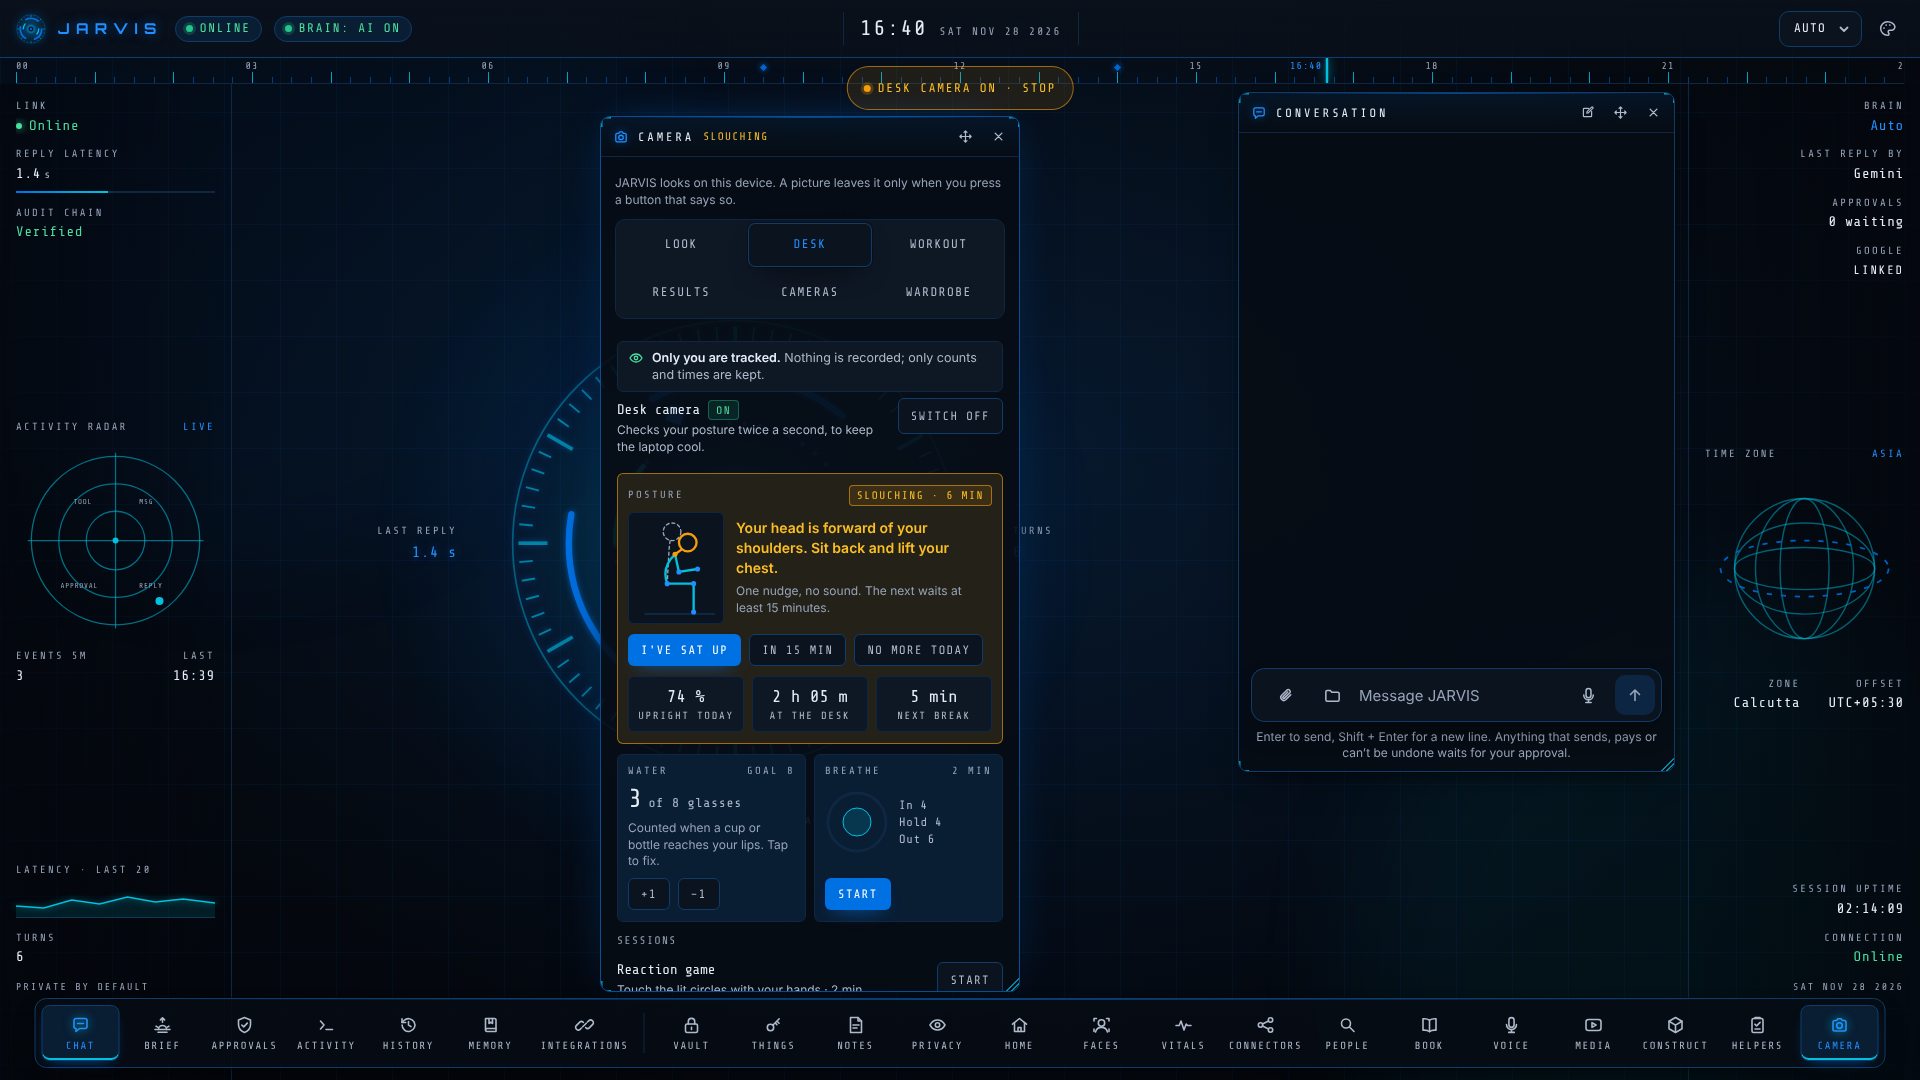 JARVIS
ONLINE
BRAIN: AI ON
16:40 SAT NOV 28 2026
AUTO
00 03 06 09 12 15 16:40 18 21 2
DESK CAMERA ON · STOP
LINK
Online
REPLY LATENCY
1.4 s
AUDIT CHAIN
Verified
ACTIVITY RADAR LIVE
TOOL MSG
APPROVAL REPLY
EVENTS 5M LAST
3 16:39
LATENCY · LAST 20
TURNS
6
PRIVATE BY DEFAULT
LAST REPLY
1.4 s
TURNS
CAMERA SLOUCHING
JARVIS looks on this device. A picture leaves it only when you press
a button that says so.
LOOK DESK WORKOUT
RESULTS CAMERAS WARDROBE
Only you are tracked. Nothing is recorded; only counts
and times are kept.
Desk camera ON
SWITCH OFF
Checks your posture twice a second, to keep
the laptop cool.
POSTURE SLOUCHING · 6 MIN
Your head is forward of your
shoulders. Sit back and lift your
chest.
One nudge, no sound. The next waits at
least 15 minutes.
I'VE SAT UP IN 15 MIN NO MORE TODAY
74 % 2 h 05 m 5 min
UPRIGHT TODAY AT THE DESK NEXT BREAK
WATER GOAL 8
3 of 8 glasses
Counted when a cup or
bottle reaches your lips. Tap
to fix.
+1 −1
BREATHE 2 MIN
In 4
Hold 4
Out 6
START
SESSIONS
Reaction game
START
Touch the lit circles with your hands · 2 min
CONVERSATION
Message JARVIS
Enter to send, Shift + Enter for a new line. Anything that sends, pays or
can't be undone waits for your approval.
BRAIN
Auto
LAST REPLY BY
Gemini
APPROVALS
0 waiting
GOOGLE
LINKED
TIME ZONE ASIA
ZONE OFFSET
Calcutta UTC+05:30
SESSION UPTIME
02:14:09
CONNECTION
Online
SAT NOV 28 2026
CHAT BRIEF APPROVALS ACTIVITY HISTORY MEMORY INTEGRATIONS VAULT THINGS NOTES PRIVACY HOME FACES VITALS CONNECTORS PEOPLE BOOK VOICE MEDIA CONSTRUCT HELPERS CAMERA